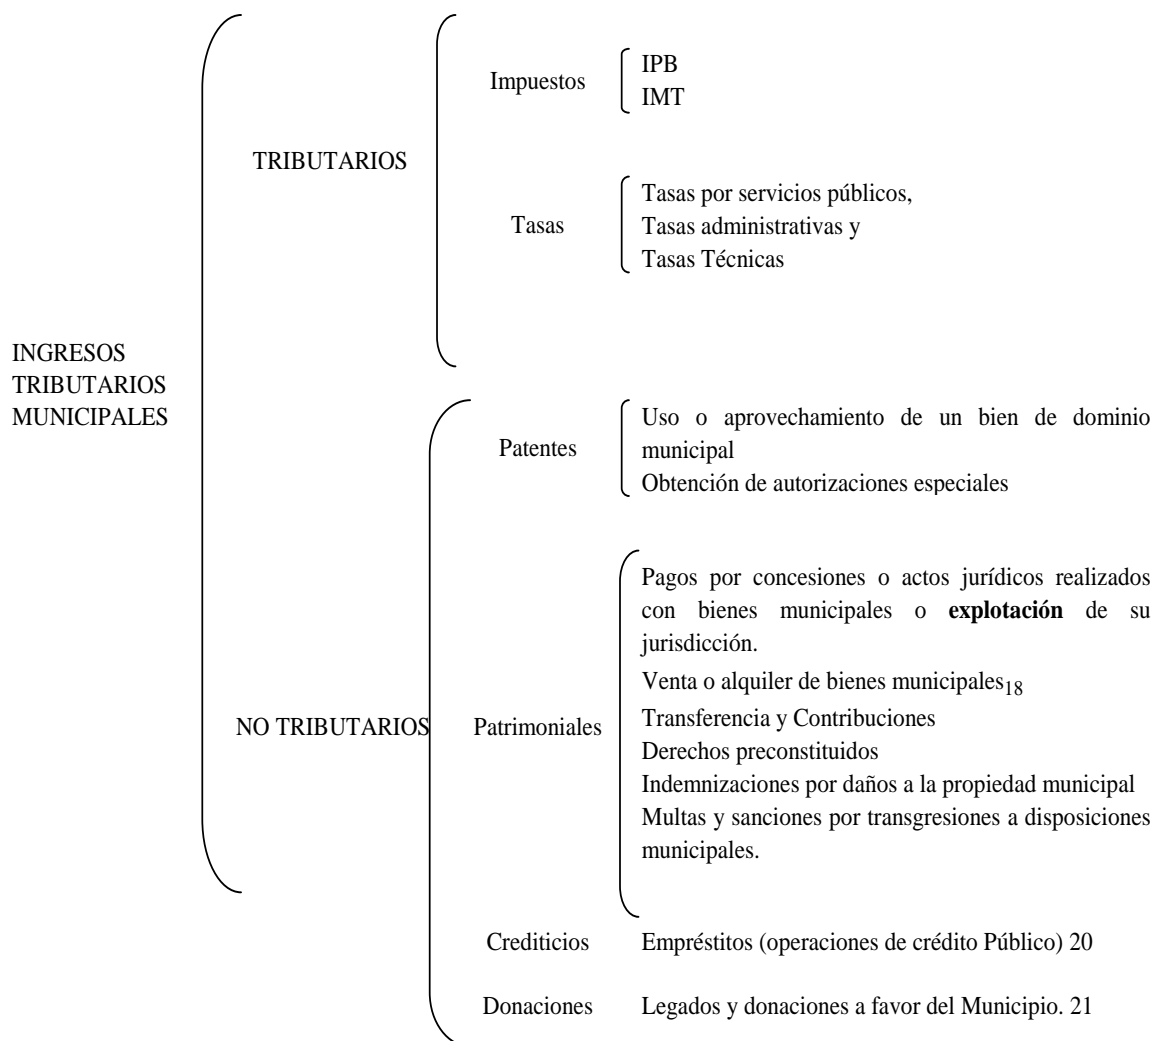 INGRESOS
TRIBUTARIOS
MUNICIPALES
TRIBUTARIOS
Impuestos
IPB
IMT
Tasas
Tasas por servicios públicos,
Tasas administrativas y
Tasas Técnicas
NO TRIBUTARIOS
Patentes
Uso o aprovechamiento de un bien de dominio
municipal
Obtención de autorizaciones especiales
Patrimoniales
Pagos por concesiones o actos jurídicos realizados
con bienes municipales o explotación de su
jurisdicción.
Venta o alquiler de bienes municipales18
Transferencia y Contribuciones
Derechos preconstituidos
Indemnizaciones por daños a la propiedad municipal
Multas y sanciones por transgresiones a disposiciones
municipales.
Crediticios
Empréstitos (operaciones de crédito Público) 20
Donaciones
Legados y donaciones a favor del Municipio. 21